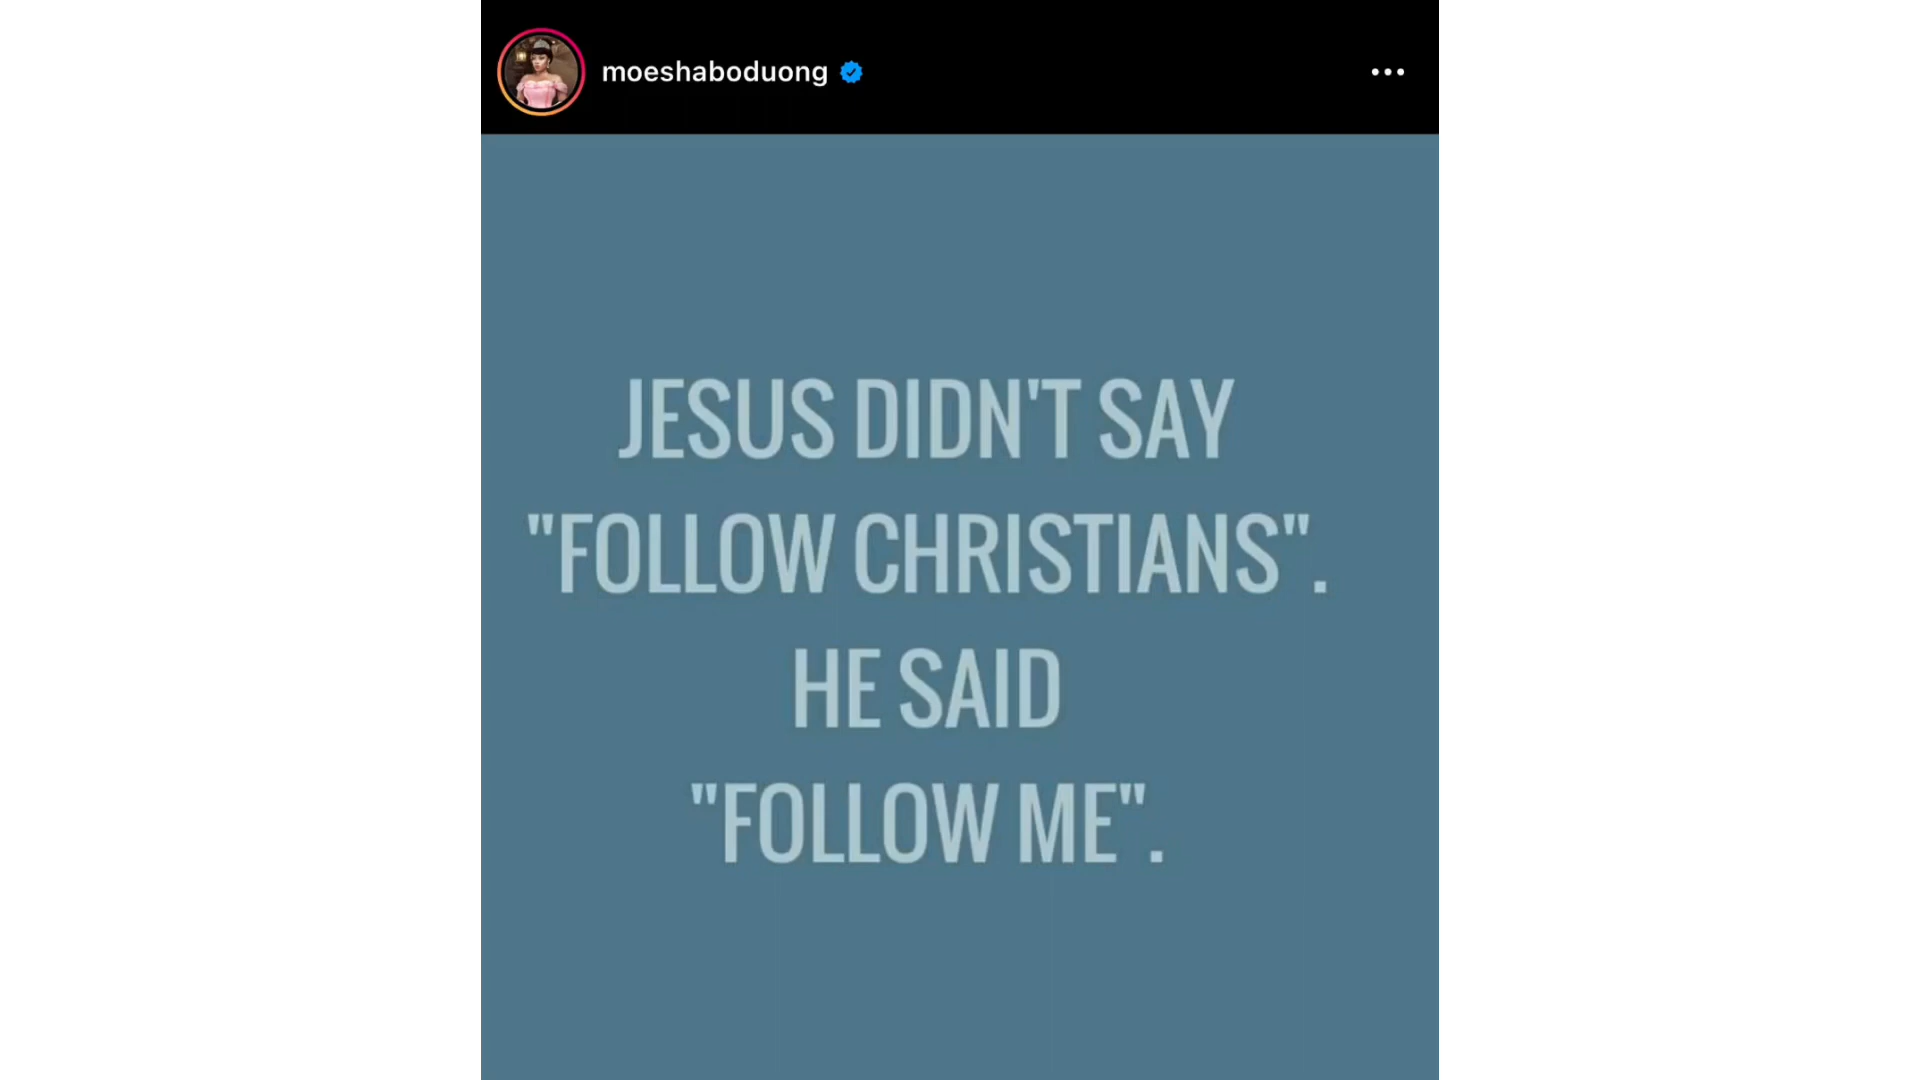 moeshaboduong
JESUS DIDN'T SAY
"FOLLOW CHRISTIANS".
HE SAID
"FOLLOW ME".